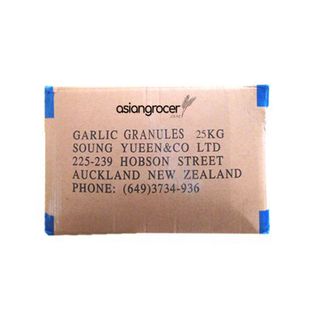 asiangrocer
GARLIC GRANULES 25KG
SOUNG YUEEN&CO LTD
225-239 HOBSON STREET
AUCKLAND NEW ZEALAND
PHONE: (649)3734-936